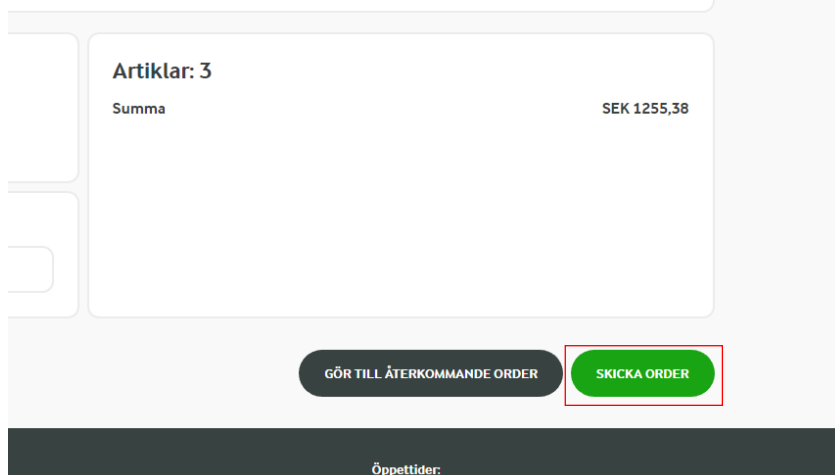 Artiklar: 3
Summa SEK 1255,38
GÖR TILL ÅTERKOMMANDE ORDER SKICKA ORDER
Öppettider: